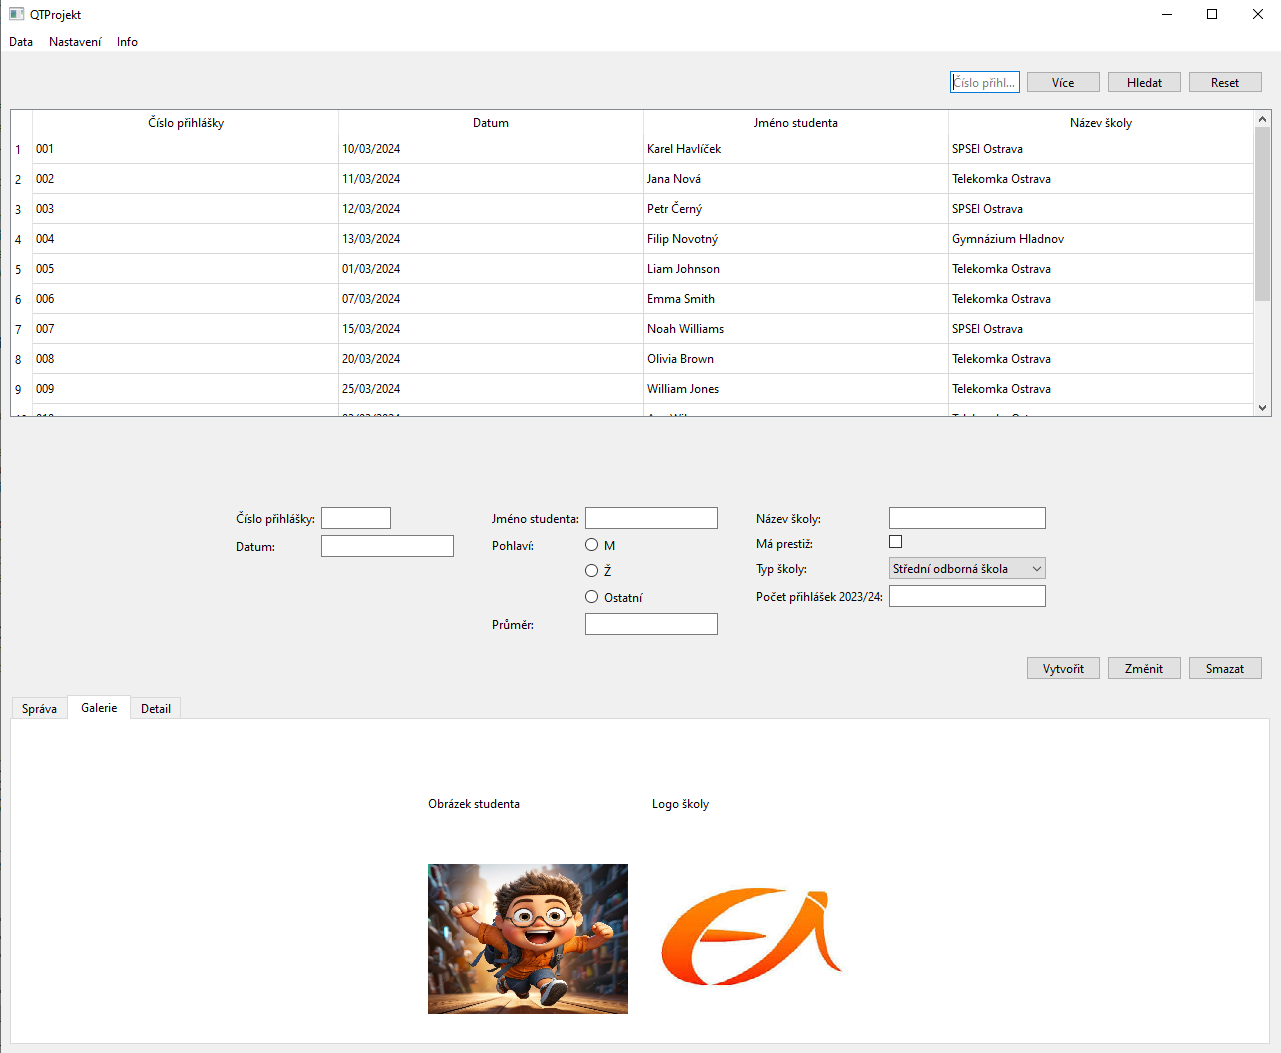 QTProjekt
Data Nastavení Info
Číslo přihl... Více Hledat Reset
Číslo přihlášky Datum Jméno studenta Název školy
1 001 10/03/2024 Karel Havlíček SPSEI Ostrava
2 002 11/03/2024 Jana Nová Telekomka Ostrava
3 003 12/03/2024 Petr Černý SPSEI Ostrava
4 004 13/03/2024 Filip Novotný Gymnázium Hladnov
5 005 01/03/2024 Liam Johnson Telekomka Ostrava
6 006 07/03/2024 Emma Smith Telekomka Ostrava
7 007 15/03/2024 Noah Williams SPSEI Ostrava
8 008 20/03/2024 Olivia Brown Telekomka Ostrava
9 009 25/03/2024 William Jones Telekomka Ostrava
Číslo přihlášky: Jméno studenta: Název školy:
Datum: Pohlaví: M Má prestiž:
Ž Typ školy: Střední odborná škola
Ostatní Počet přihlášek 2023/24:
Průměr:
Vytvořit Změnit Smazat
Správa Galerie Detail
Obrázek studenta Logo školy